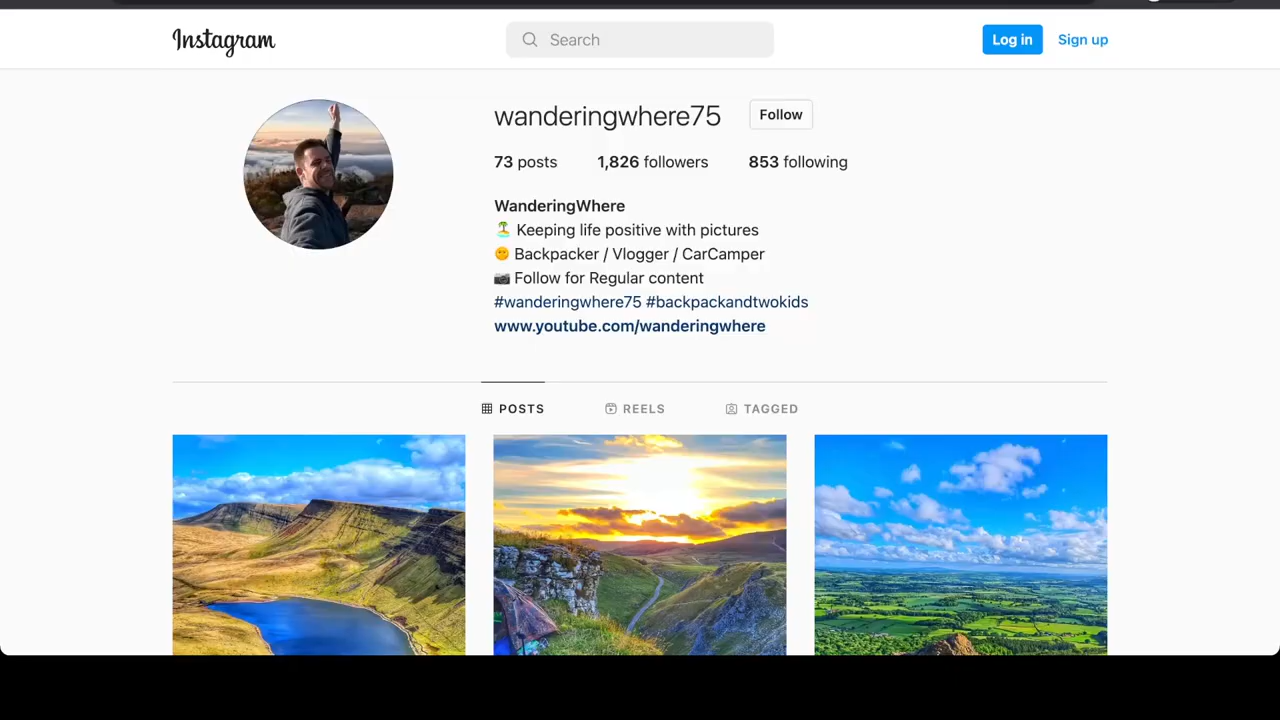 Instagram
Search
Log in
Sign up
wanderingwhere75
Follow
73 posts
1,826 followers
853 following
WanderingWhere
🏝️ Keeping life positive with pictures
🌞 Backpacker / Vlogger / CarCamper
📷 Follow for Regular content
#wanderingwhere75 #backpackandtwokids
www.youtube.com/wanderingwhere
POSTS
REELS
TAGGED